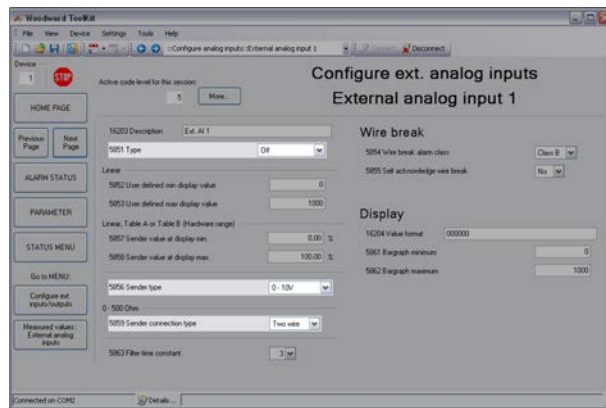 Woodward ToolKit
File View Device Settings Tools Help
::Configure analog inputs::External analog input 1 Connect Disconnect
Device
1 STOP
Configure ext. analog inputs
External analog input 1
Active code level for this session:
5 More...
HOME PAGE
Previous Page Next Page
ALARM STATUS
PARAMETER
STATUS MENU
Go to MENU:
Configure ext. inputs/outputs
Measured values: External analog inputs
16203 Description Ext. AI 1
5851 Type Off
Linear
5852 User defined min display value 0
5853 User defined max display value 1000
Linear, Table A or Table B (Hardware range)
5857 Sender value at display min. 0.00 %
5858 Sender value at display max. 100.00 %
5856 Sender type 0 - 10V
0 - 500 Ohm
5859 Sender connection type Two wire
5863 Filter time constant 3
Wire break
5854 Wire break alarm class Class B
5855 Self acknowledge wire break No
Display
16204 Value format 000000
5861 Bargraph minimum 0
5862 Bargraph maximum 1000
Connected on COM2 Details...